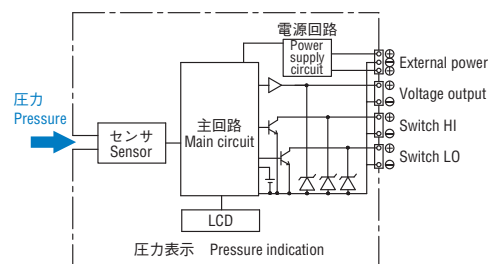 電源回路
Power
supply
circuit
⊕
⊖
⊕
External power
⊕
⊖
Voltage output
⊕
⊖
Switch HI
⊕
⊖
Switch LO
圧力
Pressure
センサ
Sensor
主回路
Main circuit
LCD
圧力表示 Pressure indication